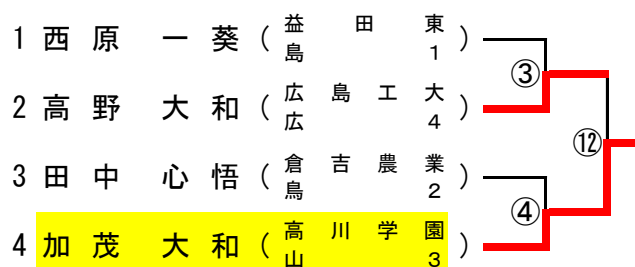 1 西原 一葵 ( 益田東 島1 )
③
2 高野 大和 ( 広島工大 広4 )
⑫
3 田中 心悟 ( 倉吉農業 鳥2 )
④
4 加茂 大和 ( 高川学園 山3 )